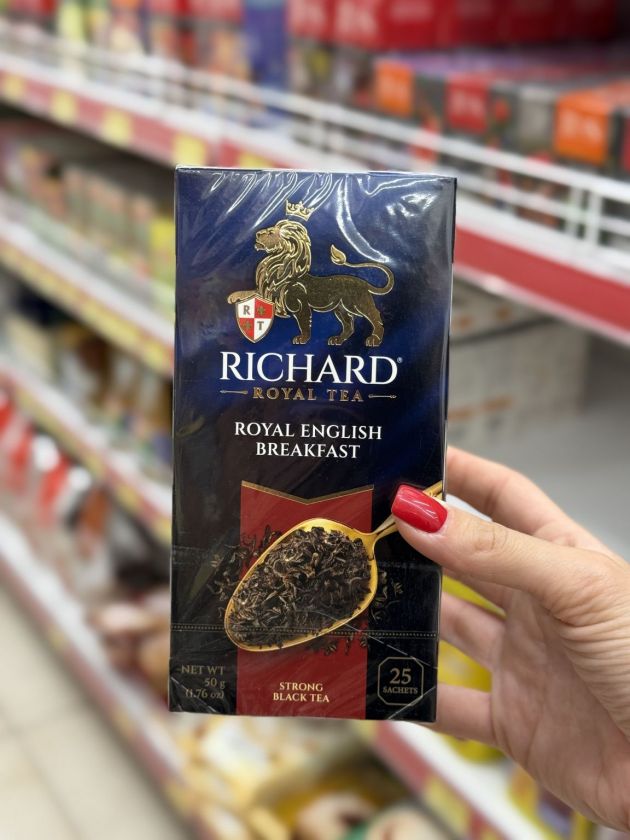 R T
RICHARD®
ROYAL TEA
ROYAL ENGLISH
BREAKFAST
NET WT
50 g
(1.76 oz)
STRONG
BLACK TEA
25
SACHETS